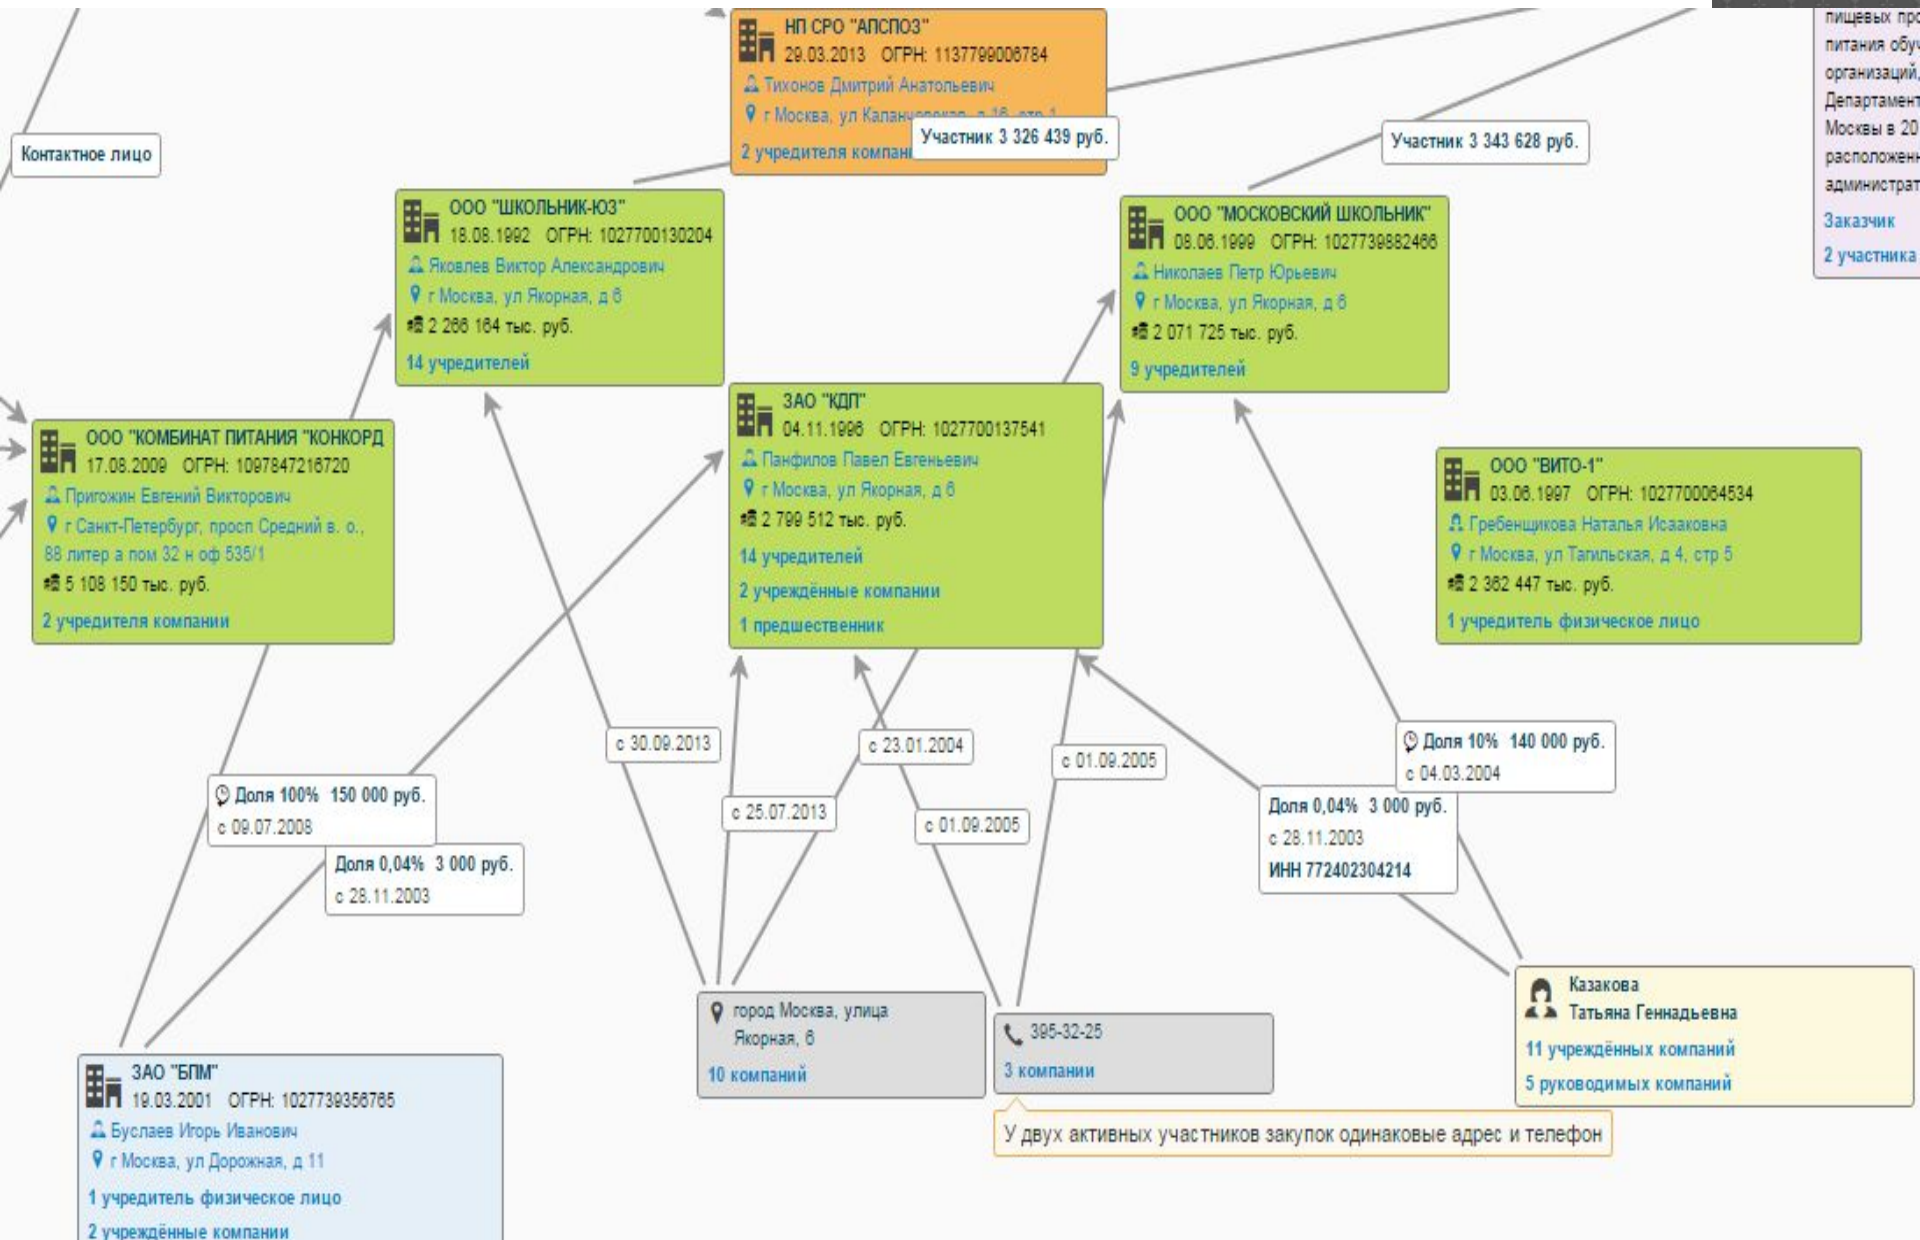 НП СРО "АПСПОЗ"
29.03.2013 ОГРН: 1137799006784
Тихонов Дмитрий Анатольевич
г Москва, ул
2 учредителя
Участник 3 326 439 руб.
Контактное лицо
Участник 3 343 628 руб.
пищевых
питания
организаций,
Москвы в 20
Заказчик
2 участника
ООО "ШКОЛЬНИК-ЮЗ"
18.08.1992 ОГРН: 1027700130204
Яковлев Виктор Александрович
г Москва, ул Якорная, д 6
2 266 164 тыс. руб.
14 учредителей
ООО "МОСКОВСКИЙ ШКОЛЬНИК"
08.06.1999 ОГРН: 1027739882466
Николаев Петр Юрьевич
г Москва, ул Якорная, д 6
2 071 725 тыс. руб.
9 учредителей
ООО "КОМБИНАТ ПИТАНИЯ "КОНКОРД
17.08.2009 ОГРН: 1097847216720
Пригожин Евгений Викторович
г Санкт-Петербург, просп Средний в. о.,
88 литер а пом 32 н оф 535/1
5 108 150 тыс. руб.
2 учредителя компании
ЗАО "КДП"
04.11.1996 ОГРН: 1027700137541
Панфилов Павел Евгеньевич
г Москва, ул Якорная, д 6
2 799 512 тыс. руб.
14 учредителей
2 учреждённые компании
1 предшественник
ООО "ВИТО-1"
03.06.1997 ОГРН: 1027700064534
Гребенщикова Наталья Исааковна
г Москва, ул Тагильская, д 4, стр 5
2 362 447 тыс. руб.
1 учредитель физическое лицо
с 30.09.2013
с 23.01.2004
с 01.09.2005
с 25.07.2013
с 01.09.2005
Доля 10% 140 000 руб.
с 04.03.2004
Доля 0,04% 3 000 руб.
с 28.11.2003
ИНН 772402304214
Доля 100% 150 000 руб.
с 09.07.2008
Доля 0,04% 3 000 руб.
с 28.11.2003
город Москва, улица
Якорная, 6
10 компаний
395-32-25
3 компании
Казакова
Татьяна Геннадьевна
11 учреждённых компаний
5 руководимых компаний
У двух активных участников закупок одинаковые адрес и телефон
ЗАО "БПМ"
19.03.2001 ОГРН: 1027739356765
Буслаев Игорь Иванович
г Москва, ул Дорожная, д 11
1 учредитель физическое лицо
2 учреждённые компании